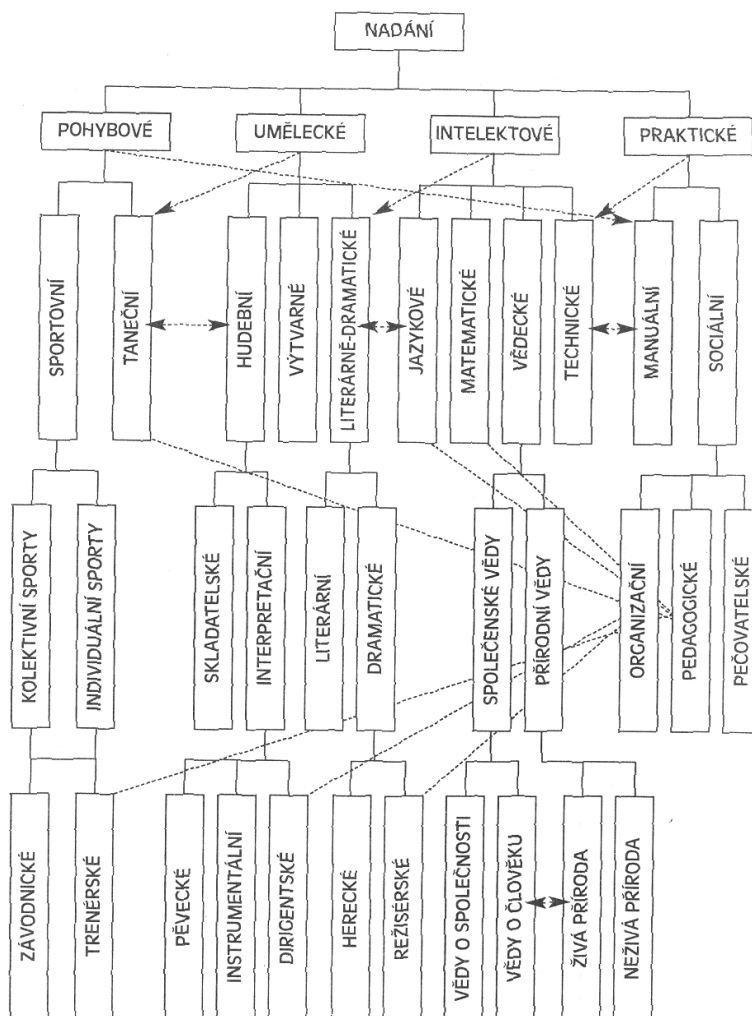 NADÁNÍ
POHYBOVÉ
UMĚLECKÉ
INTELEKTOVÉ
PRAKTICKÉ
SPORTOVNÍ
TANEČNÍ
HUDEBNÍ
VÝTVARNÉ
LITERÁRNĚ-DRAMATICKÉ
JAZYKOVÉ
MATEMATICKÉ
VĚDECKÉ
TECHNICKÉ
MANUÁLNÍ
SOCIÁLNÍ
KOLEKTIVNÍ SPORTY
INDIVIDUÁLNÍ SPORTY
SKLADATELSKÉ
INTERPRETAČNÍ
LITERÁRNÍ
DRAMATICKÉ
SPOLEČENSKÉ VĚDY
PŘÍRODNÍ VĚDY
ORGANIZAČNÍ
PEDAGOGICKÉ
PEČOVATELSKÉ
ZÁVODNICKÉ
TRENÉRSKÉ
PĚVECKÉ
INSTRUMENTÁLNÍ
DIRIGENTSKÉ
HERECKÉ
REŽISÉRSKÉ
VĚDY O SPOLEČNOSTI
VĚDY O ČLOVĚKU
ŽIVÁ PŘÍRODA
NEŽIVÁ PŘÍRODA